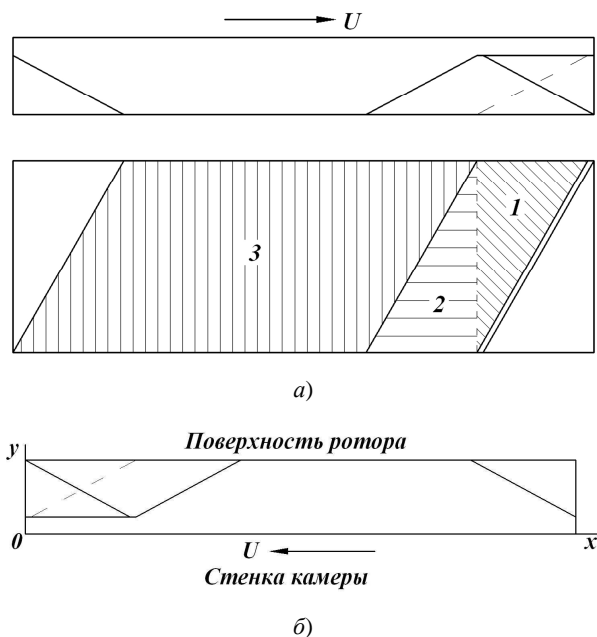 U
1
3
2
а)
y
Поверхность ротора
0
U
x
Стенка камеры
б)